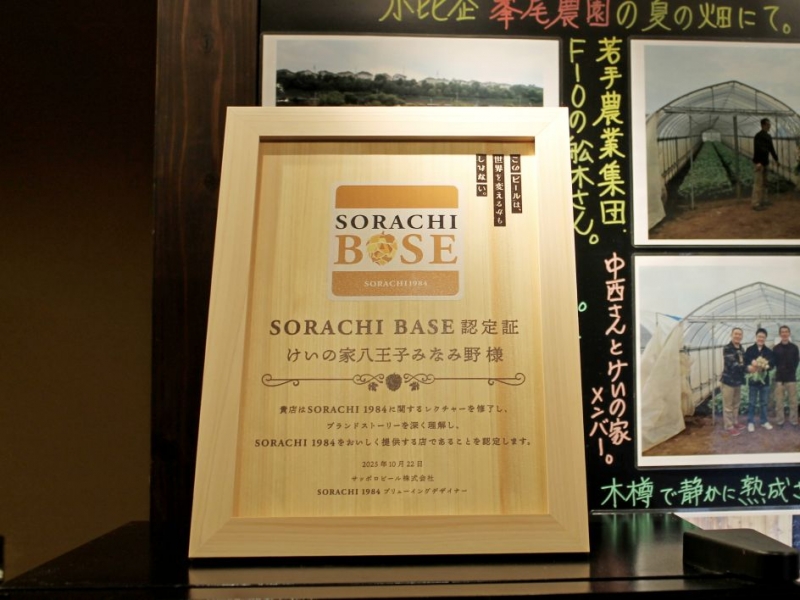 小比企 峯尾農園の夏の畑にて。
若手農業集団
F-10の舩木さん。
中西さんとけいの家
メンバー。
木樽で静かに熟成さ
このビールは、
世界を変えるかも
しれない。
SORACHI
BASE
SORACHI1984
SORACHI BASE 認定証
けいの家八王子みなみ野 様
貴店はSORACHI 1984に関するレクチャーを修了し、
ブランドストーリーを深く理解し、
SORACHI 1984をおいしく提供する店であることを認定します。
2025年10月22日
サッポロビール株式会社
SORACHI 1984 ブリューイングデザイナー